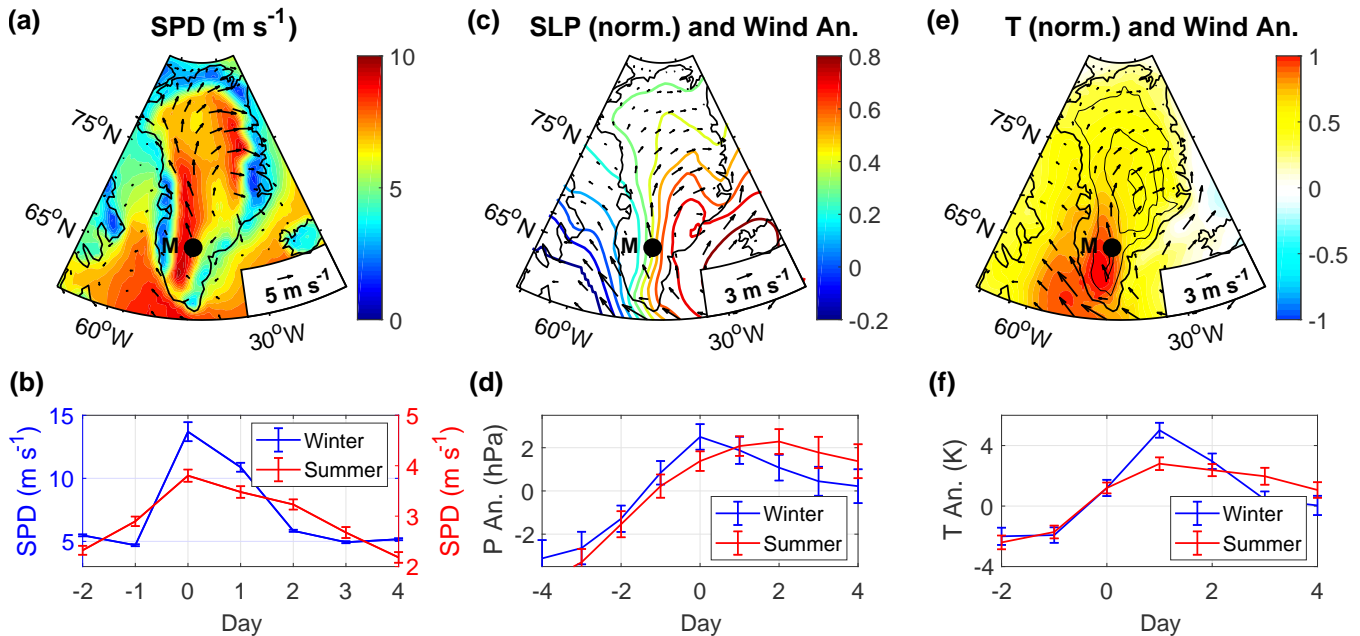 (a) SPD (m s⁻¹)
75°N
65°N
M
5 m s⁻¹
60°W
30°W
10
5
0
(c) SLP (norm.) and Wind An.
75°N
65°N
M
3 m s⁻¹
60°W
30°W
0.8
0.6
0.4
0.2
0
-0.2
(e) T (norm.) and Wind An.
75°N
65°N
M
3 m s⁻¹
60°W
30°W
1
0.5
0
-0.5
-1
(b)
SPD (m s⁻¹)
15
10
5
Winter
Summer
5
4
3
2
SPD (m s⁻¹)
-2 -1 0 1 2 3 4
Day
(d)
P An. (hPa)
2
0
-2
Winter
Summer
-4 -2 0 2 4
Day
(f)
T An. (K)
4
0
-4
Winter
Summer
-2 0 2 4
Day